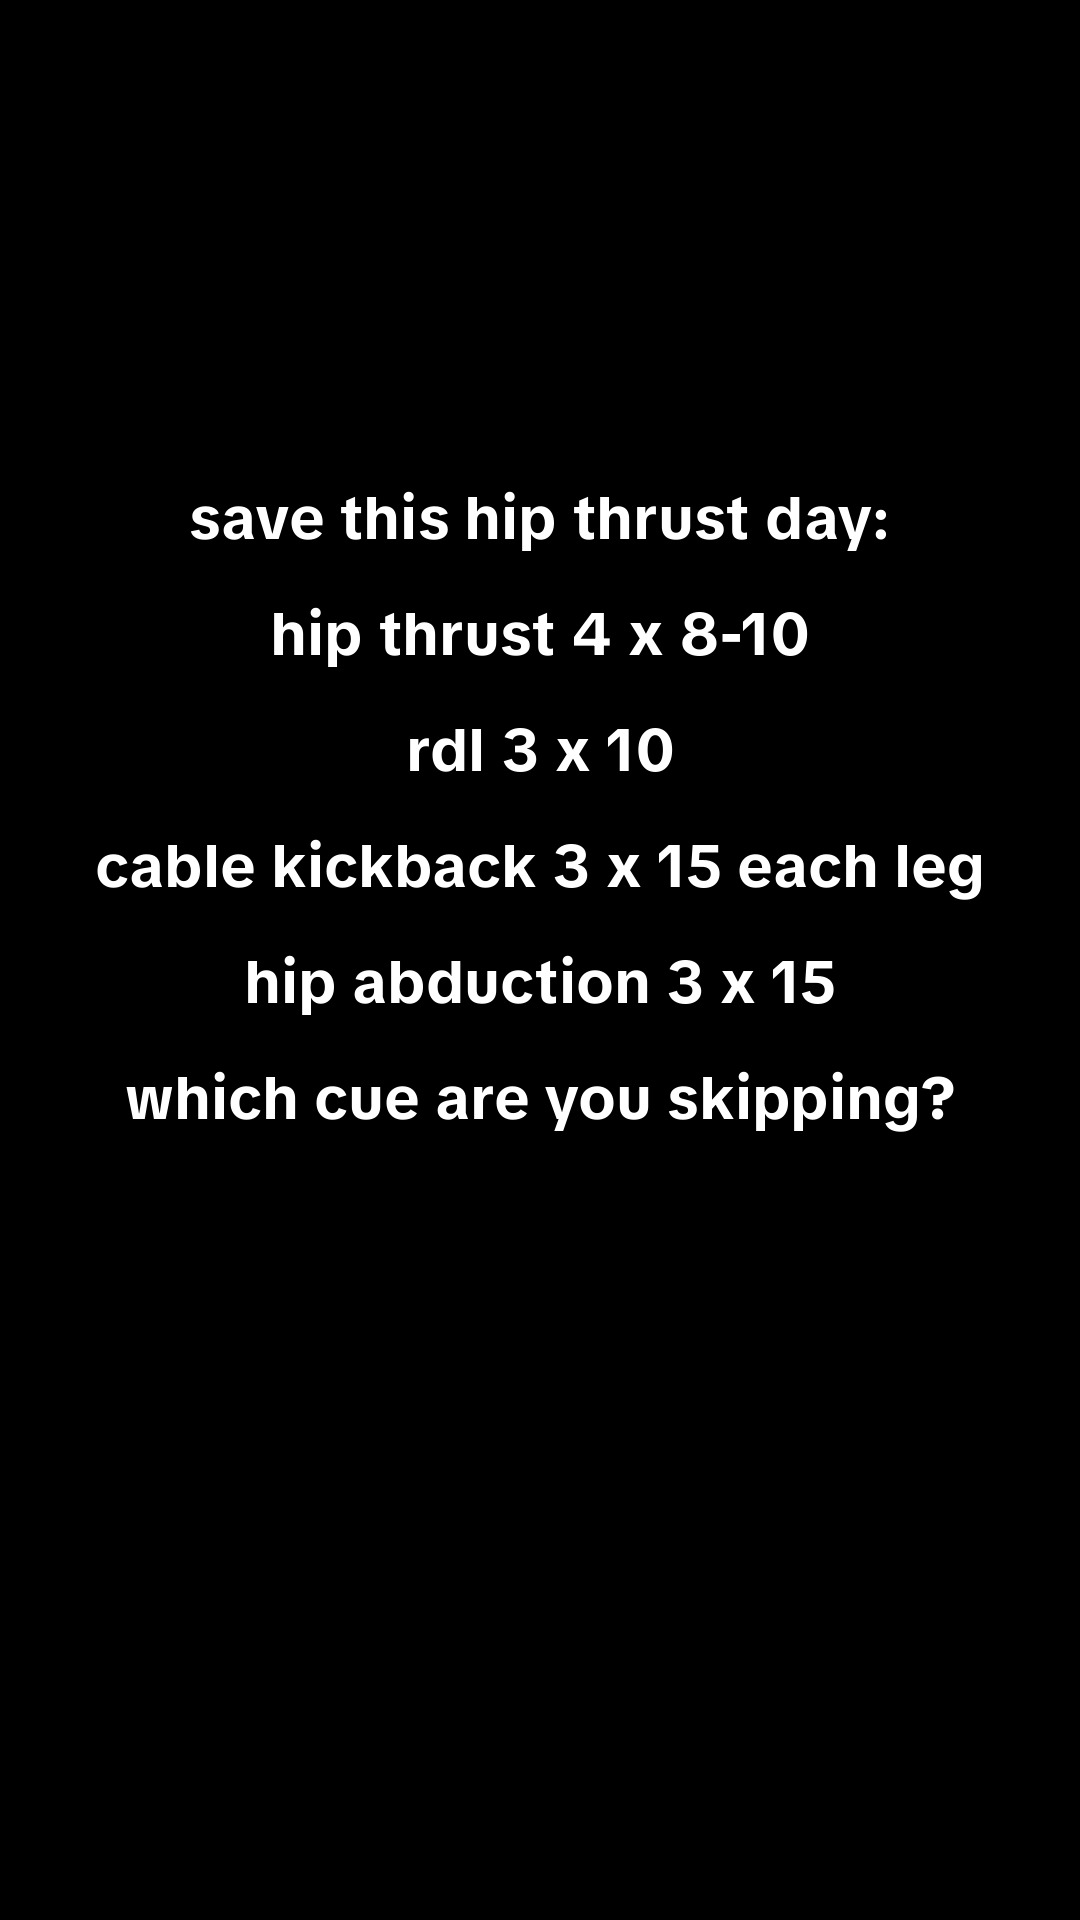 save this hip thrust day:
hip thrust 4 x 8-10
rdl 3 x 10
cable kickback 3 x 15 each leg
hip abduction 3 x 15
which cue are you skipping?